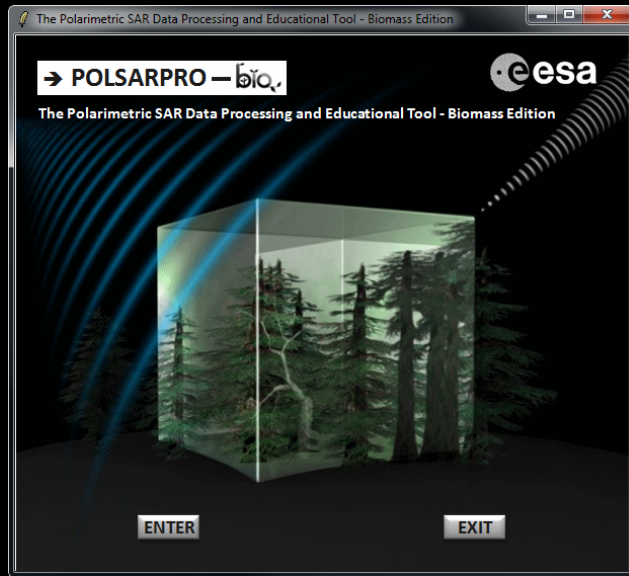 The Polarimetric SAR Data Processing and Educational Tool - Biomass Edition
➔ POLSARPRO – bio
esa
The Polarimetric SAR Data Processing and Educational Tool - Biomass Edition
ENTER
EXIT